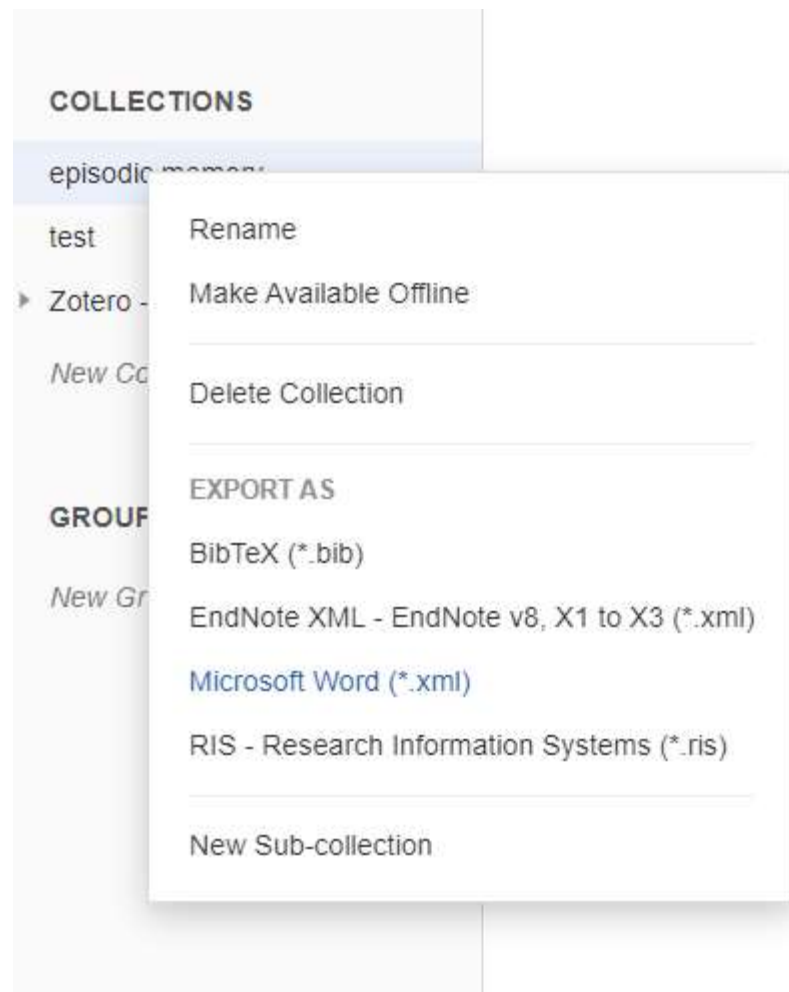 COLLECTIONS
episodic memory
test
Zotero -
New Co
GROUP
New Gr
Rename
Make Available Offline
Delete Collection
EXPORT AS
BibTeX (*.bib)
EndNote XML - EndNote v8, X1 to X3 (*.xml)
Microsoft Word (*.xml)
RIS - Research Information Systems (*.ris)
New Sub-collection